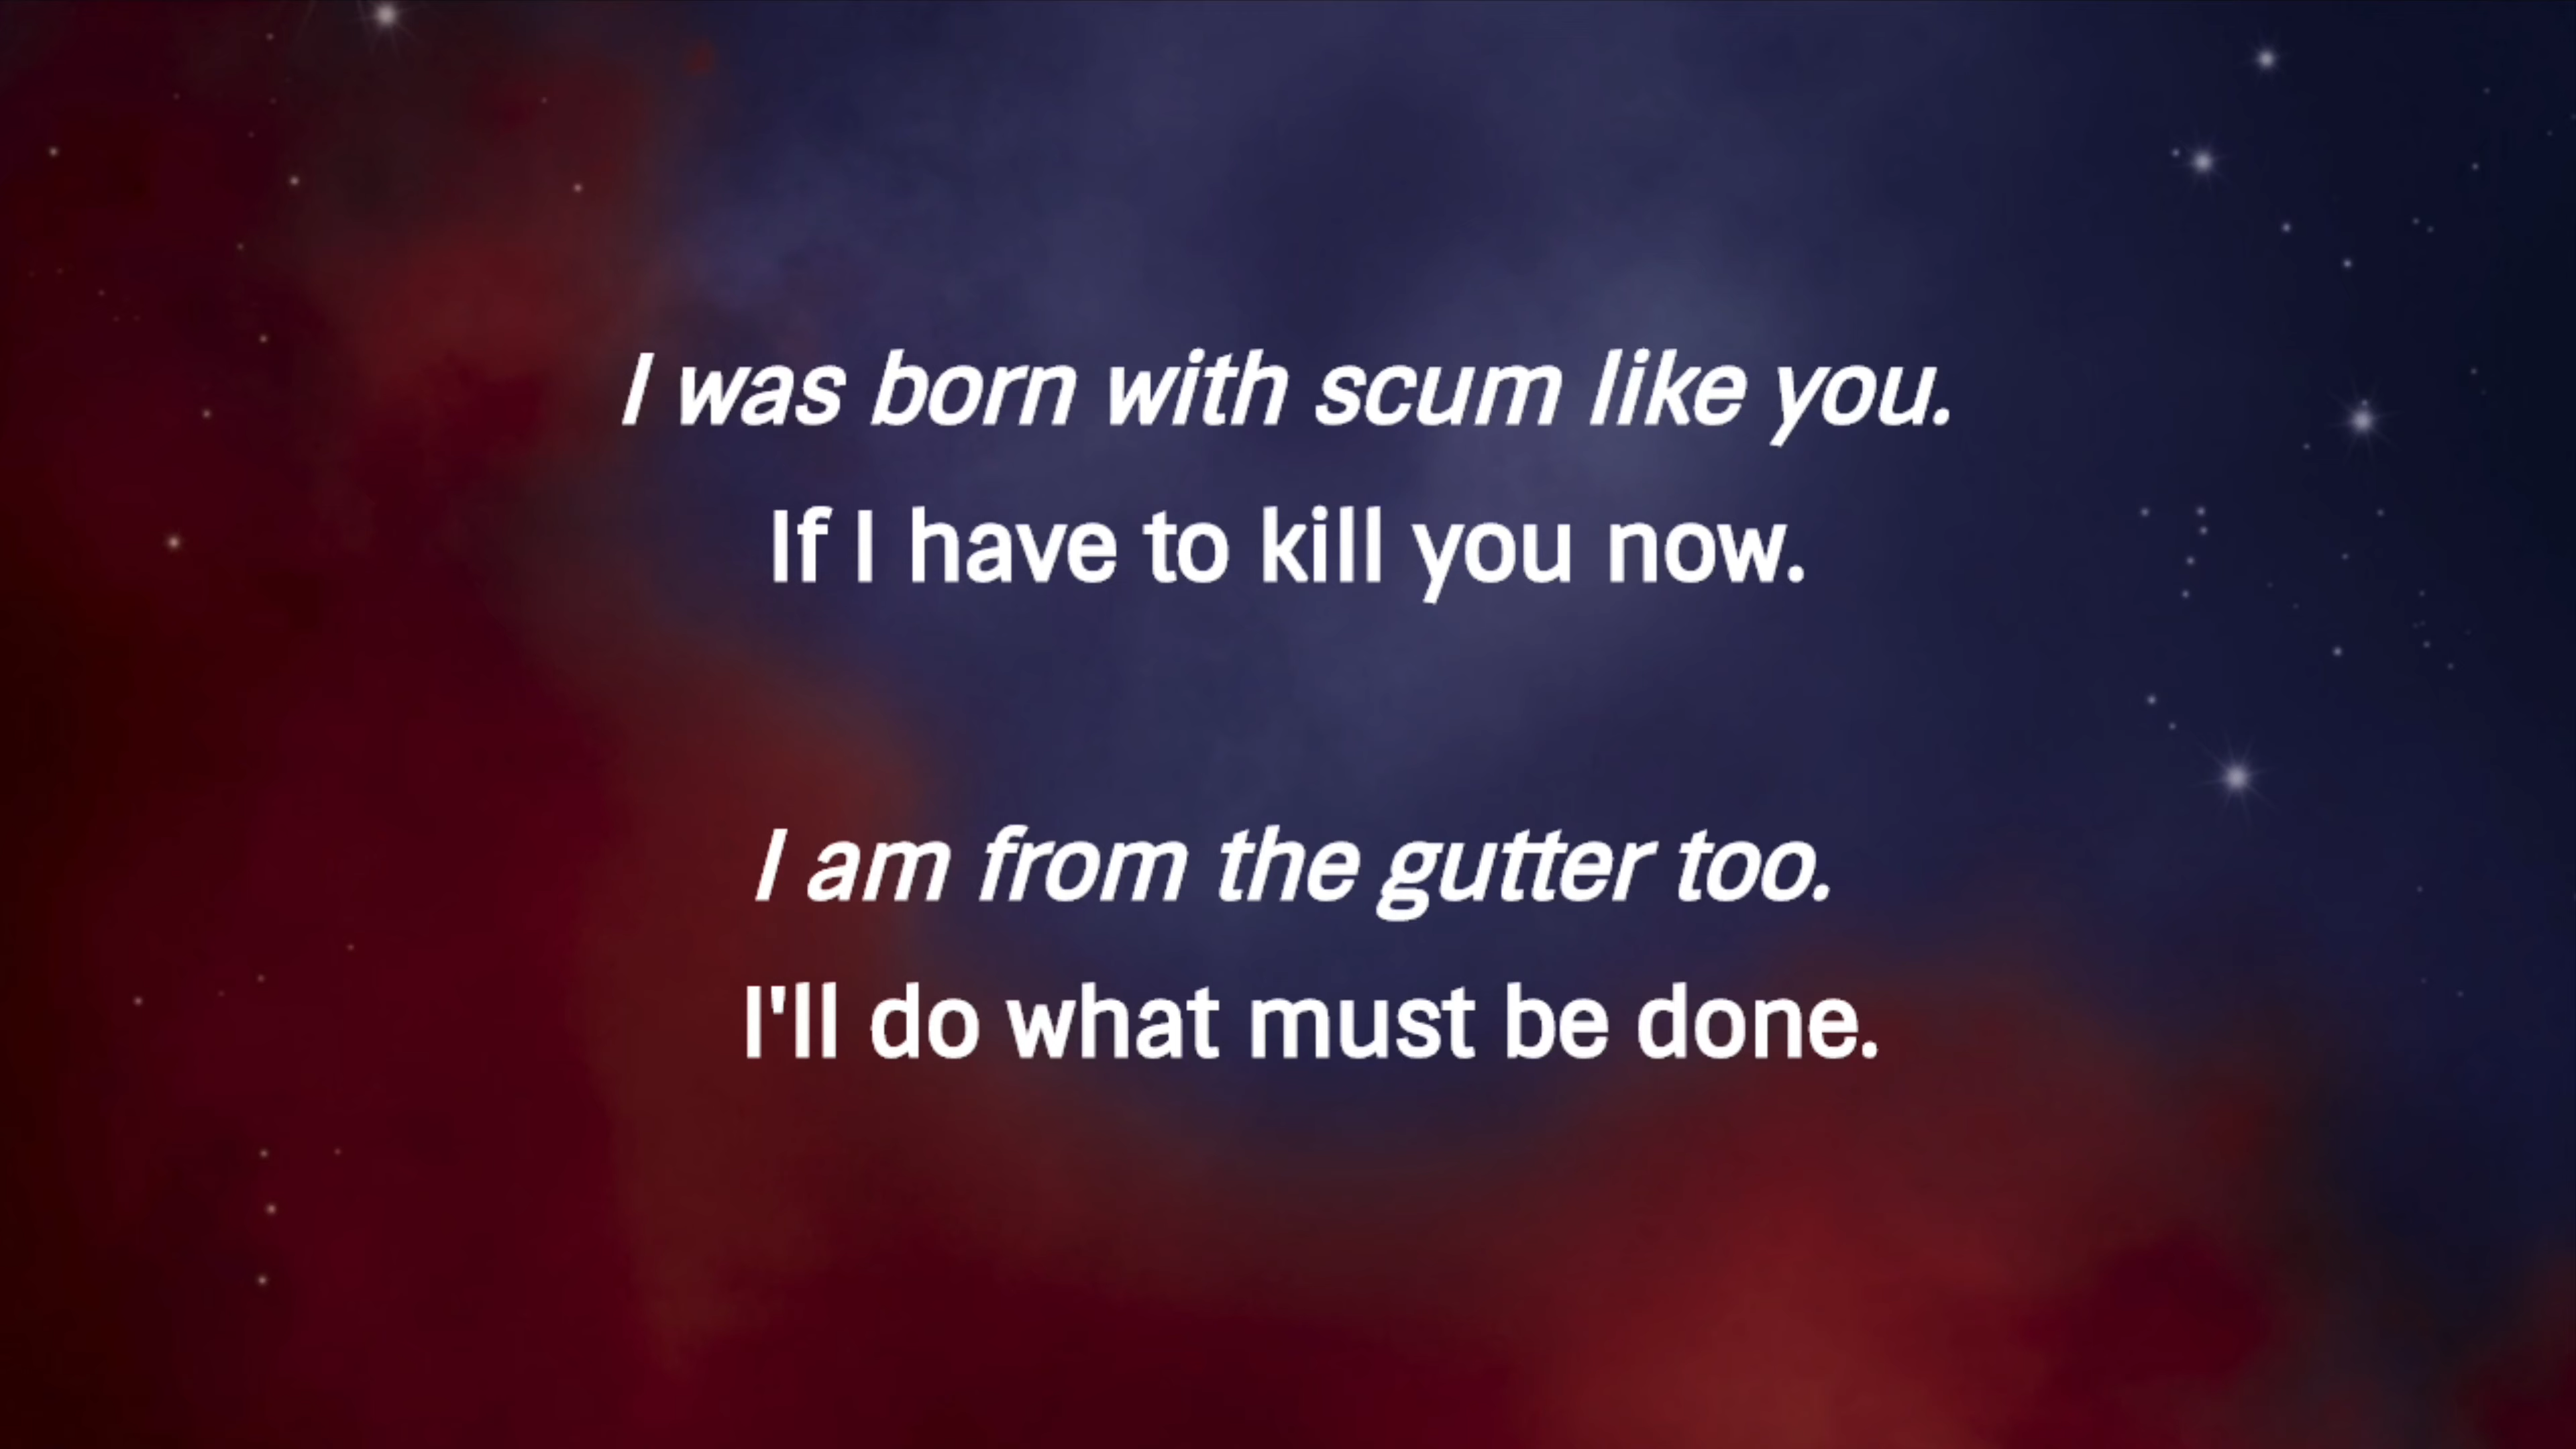 I was born with scum like you.
If I have to kill you now.
I am from the gutter too.
I'll do what must be done.